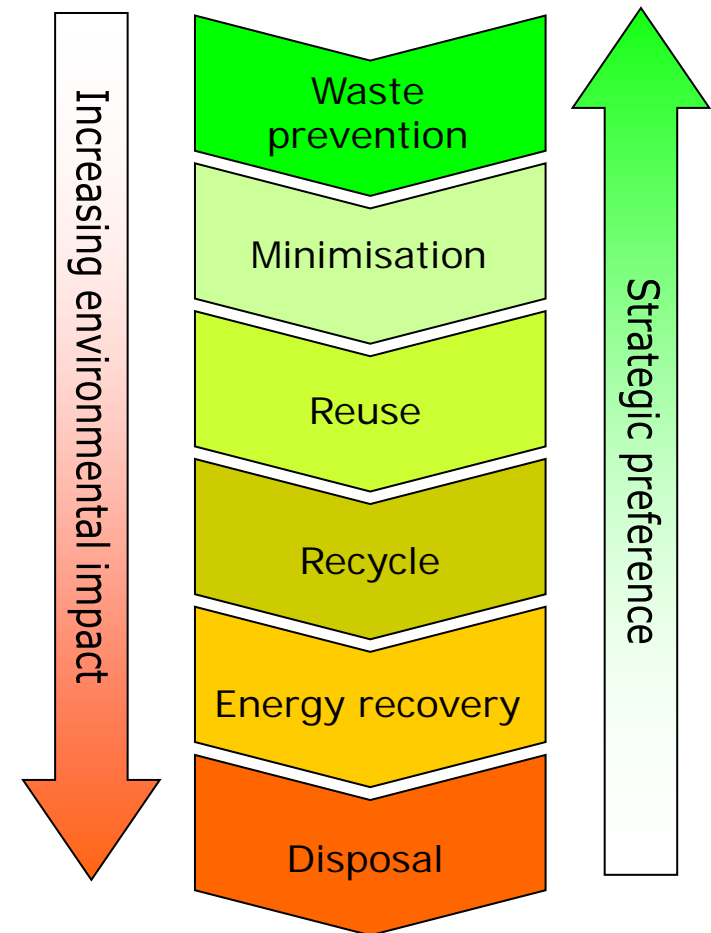 Increasing environmental impact
Waste
prevention
Minimisation
Reuse
Recycle
Energy recovery
Disposal
Strategic preference